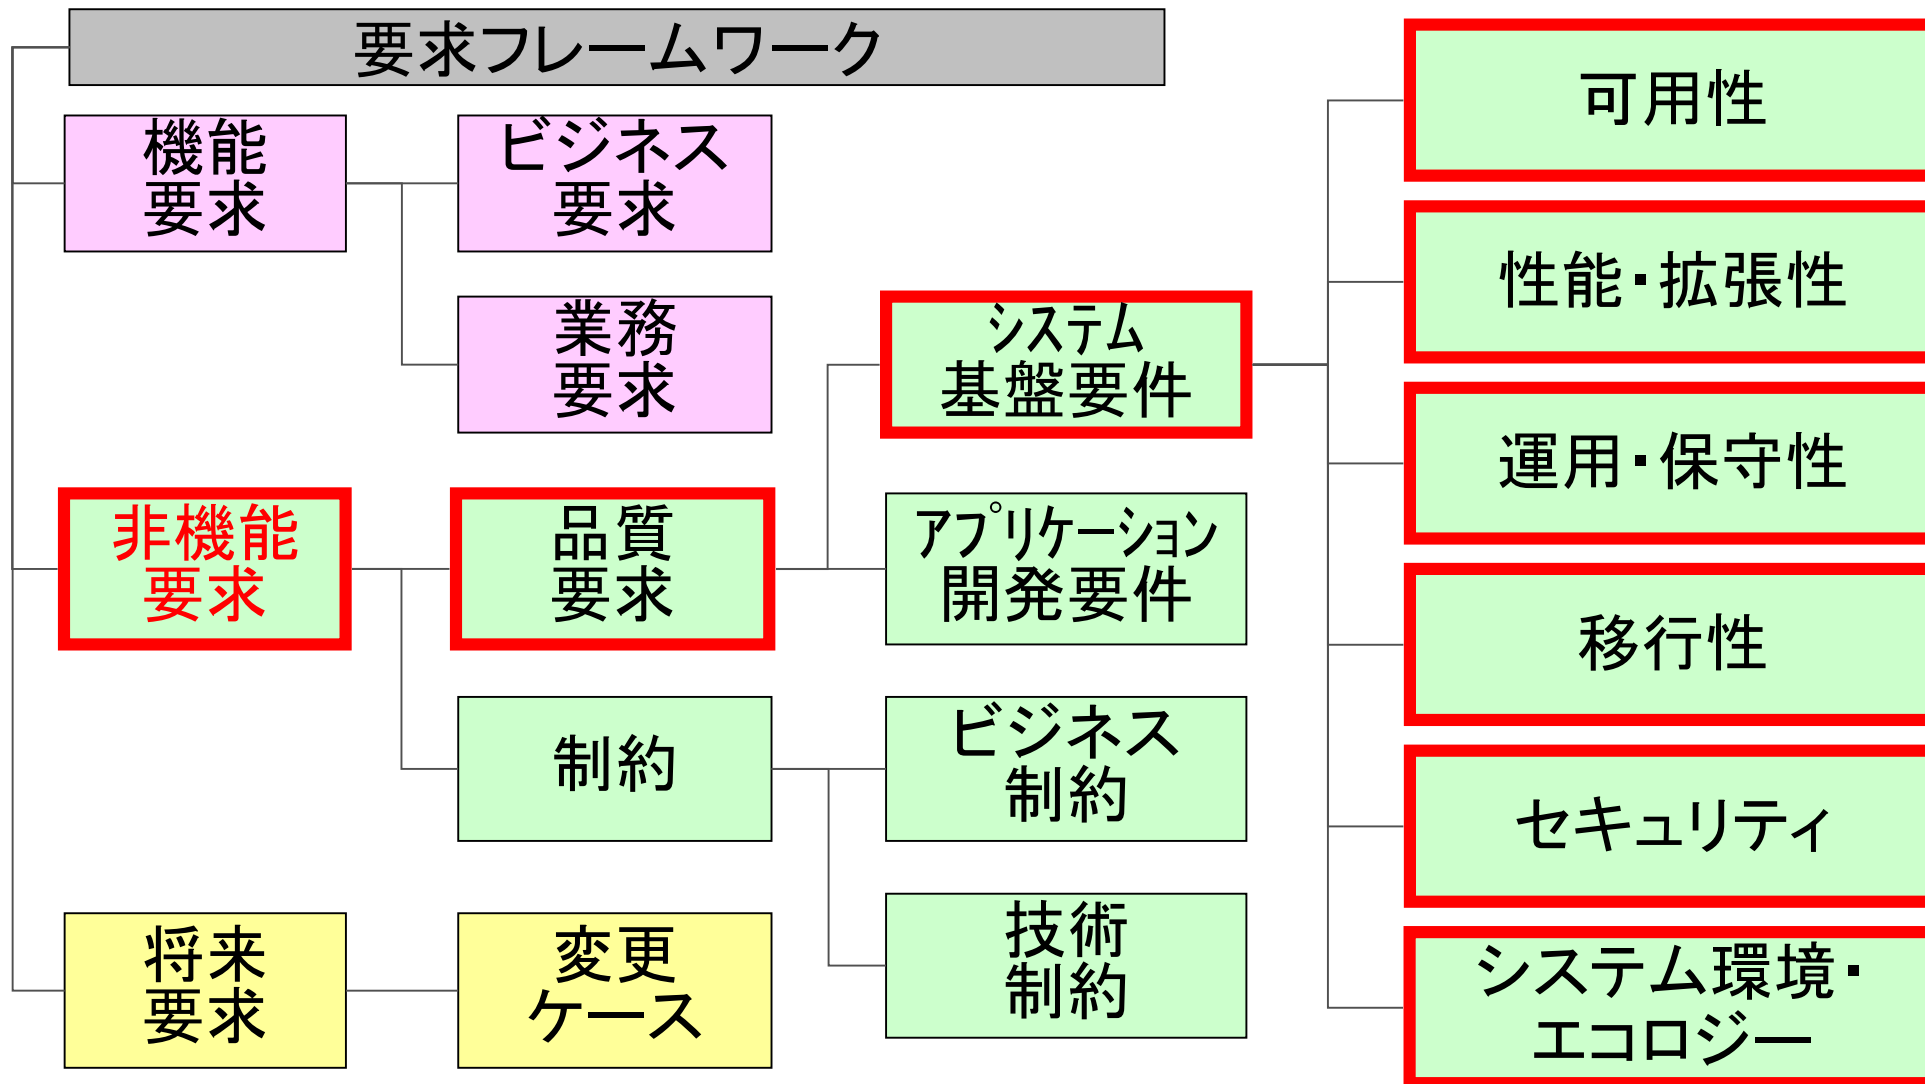 要求フレームワーク
機能
要求
ビジネス
要求
業務
要求
非機能
要求
品質
要求
システム
基盤要件
アプリケーション
開発要件
制約
ビジネス
制約
技術
制約
将来
要求
変更
ケース
可用性
性能・拡張性
運用・保守性
移行性
セキュリティ
システム環境・
エコロジー